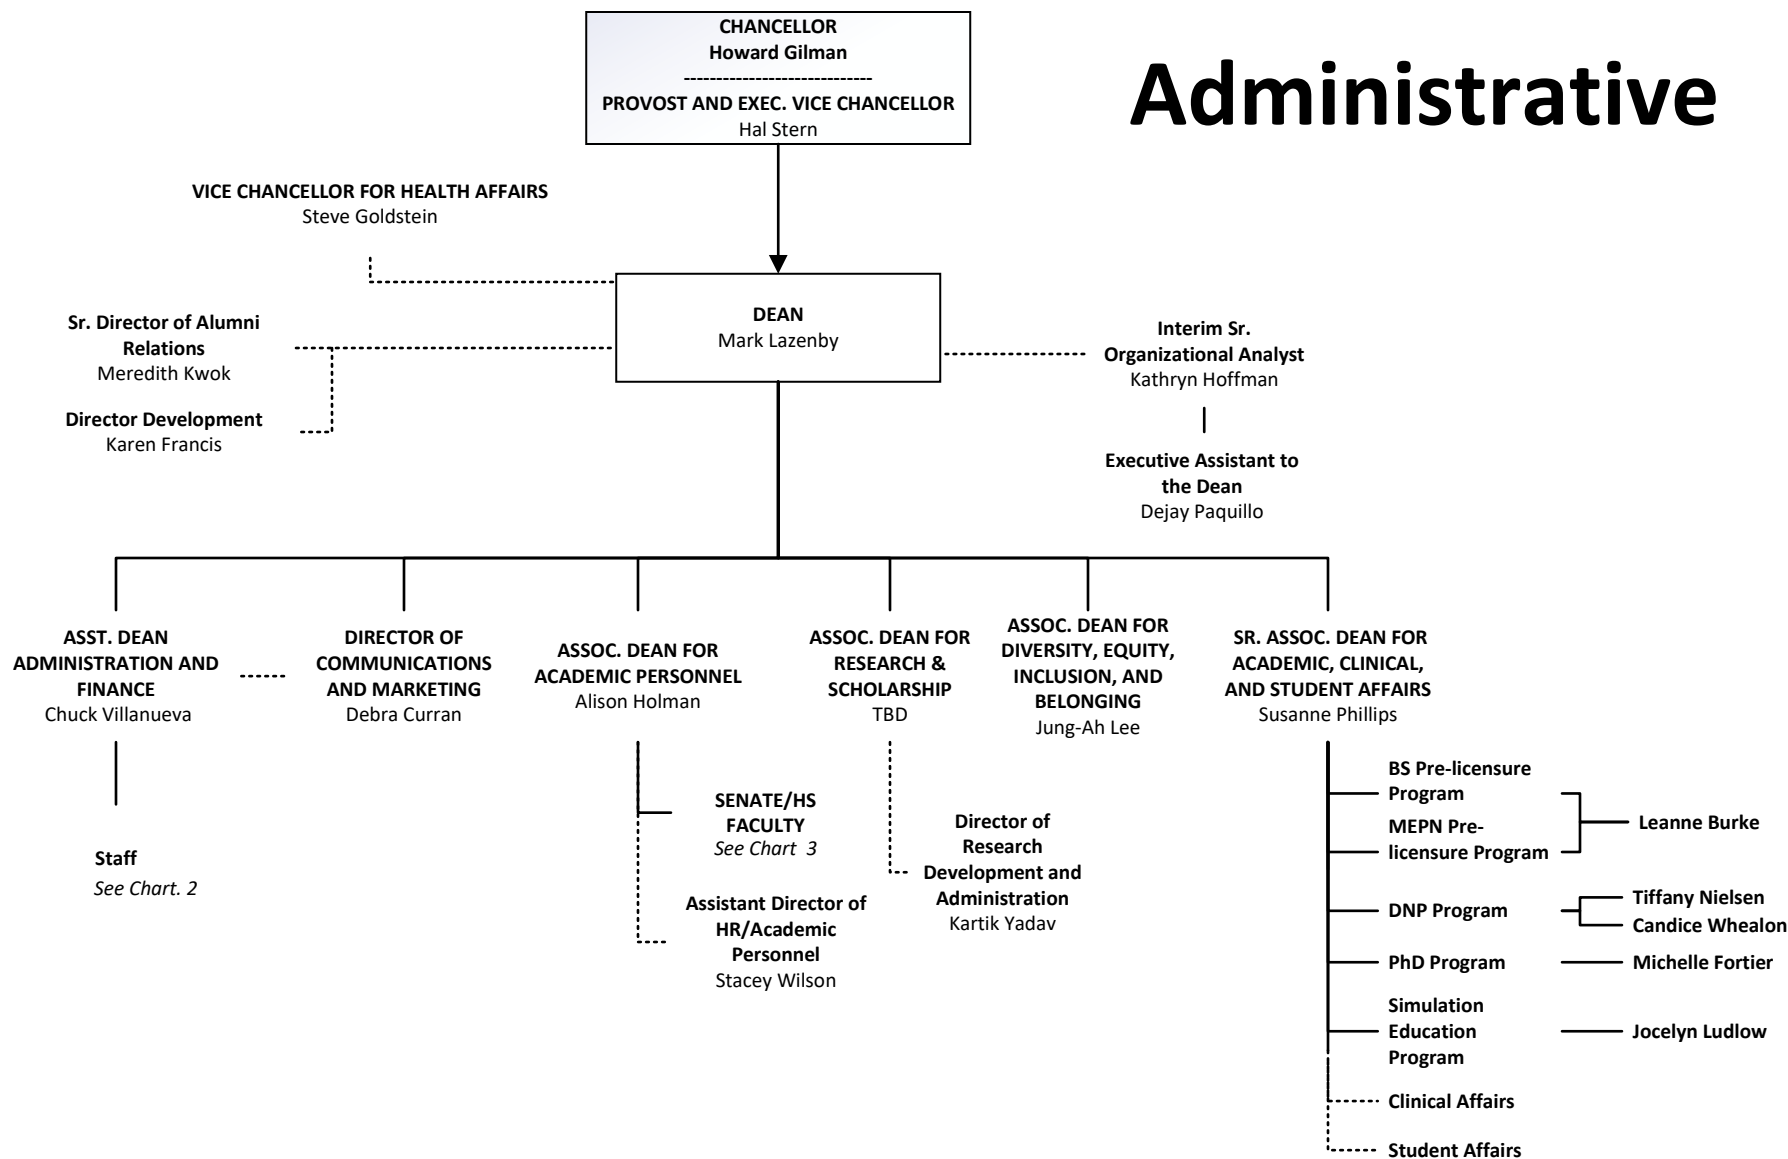 CHANCELLOR
Howard Gilman
-----------------------------
PROVOST AND EXEC. VICE CHANCELLOR
Hal Stern
Administrative
VICE CHANCELLOR FOR HEALTH AFFAIRS
Steve Goldstein
DEAN
Mark Lazenby
Sr. Director of Alumni
Relations
Meredith Kwok
Director Development
Karen Francis
Interim Sr.
Organizational Analyst
Kathryn Hoffman
Executive Assistant to
the Dean
Dejay Paquillo
ASST. DEAN
ADMINISTRATION AND
FINANCE
Chuck Villanueva
Staff
See Chart. 2
DIRECTOR OF
COMMUNICATIONS
AND MARKETING
Debra Curran
ASSOC. DEAN FOR
ACADEMIC PERSONNEL
Alison Holman
SENATE/HS
FACULTY
See Chart  3
Assistant Director of
HR/Academic
Personnel
Stacey Wilson
ASSOC. DEAN FOR
RESEARCH &
SCHOLARSHIP
TBD
Director of
Research
Development and
Administration
Kartik Yadav
ASSOC. DEAN FOR
DIVERSITY, EQUITY,
INCLUSION, AND
BELONGING
Jung-Ah Lee
SR. ASSOC. DEAN FOR
ACADEMIC, CLINICAL,
AND STUDENT AFFAIRS
Susanne Phillips
BS Pre-licensure
Program
MEPN Pre-
licensure Program
Leanne Burke
DNP Program
Tiffany Nielsen
Candice Whealon
PhD Program
Michelle Fortier
Simulation
Education
Program
Jocelyn Ludlow
Clinical Affairs
Student Affairs